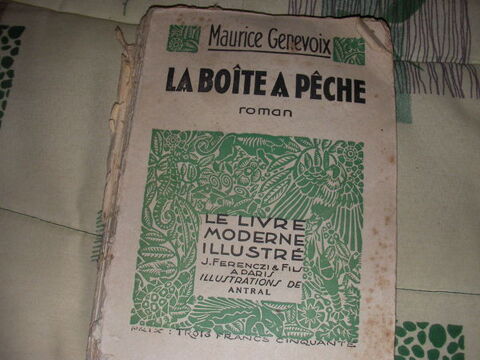 Maurice Genevoix
LA BOÎTE A PÊCHE
roman
LE LIVRE
MODERNE
ILLUSTRÉ
J. FERENCZI & FILS
A PARIS
ILLUSTRATIONS DE
ANTRAL
PRIX : TROIS FRANCS CINQUANTE